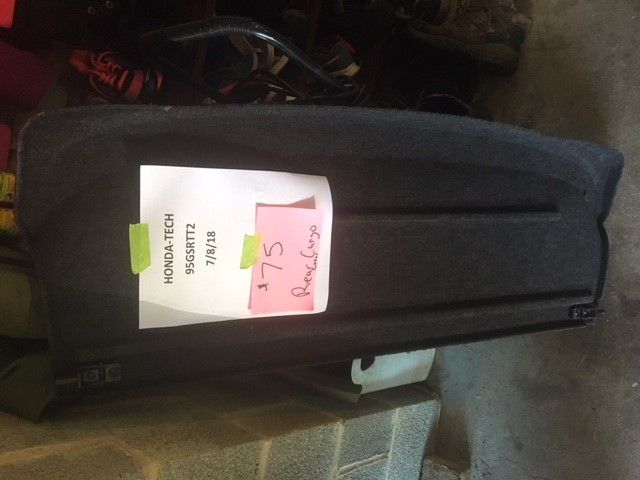 HONDA-TECH
95GSRTT2
7/8/18
$75
Rear Cargo